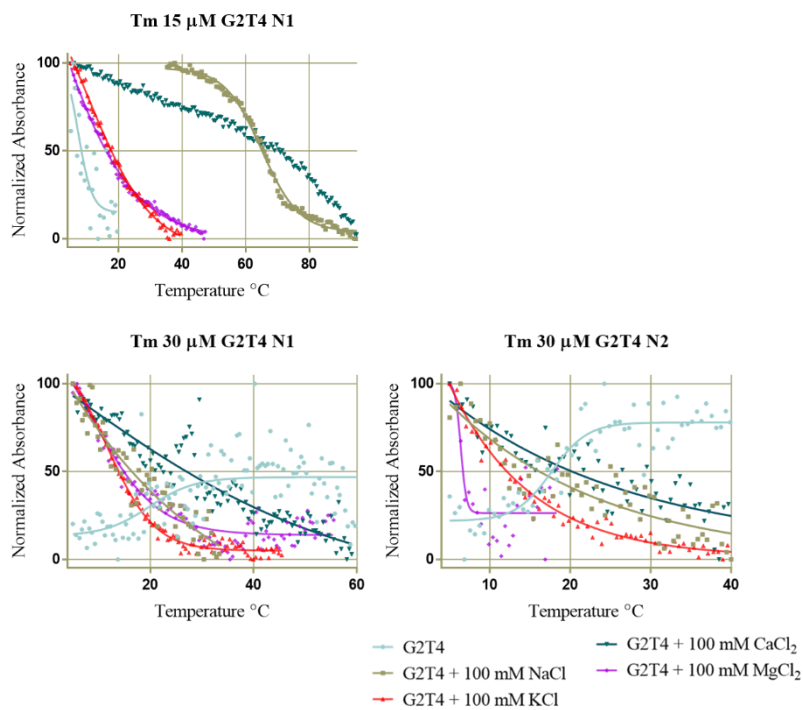 Tm 15 μM G2T4 N1
Normalized Absorbance
100
50
0
20 40 60 80
Temperature °C
Tm 30 μM G2T4 N1
Normalized Absorbance
100
50
0
20 40 60
Temperature °C
Tm 30 μM G2T4 N2
Normalized Absorbance
100
50
0
10 20 30 40
Temperature °C
G2T4
G2T4 + 100 mM NaCl
G2T4 + 100 mM KCl
G2T4 + 100 mM CaCl₂
G2T4 + 100 mM MgCl₂